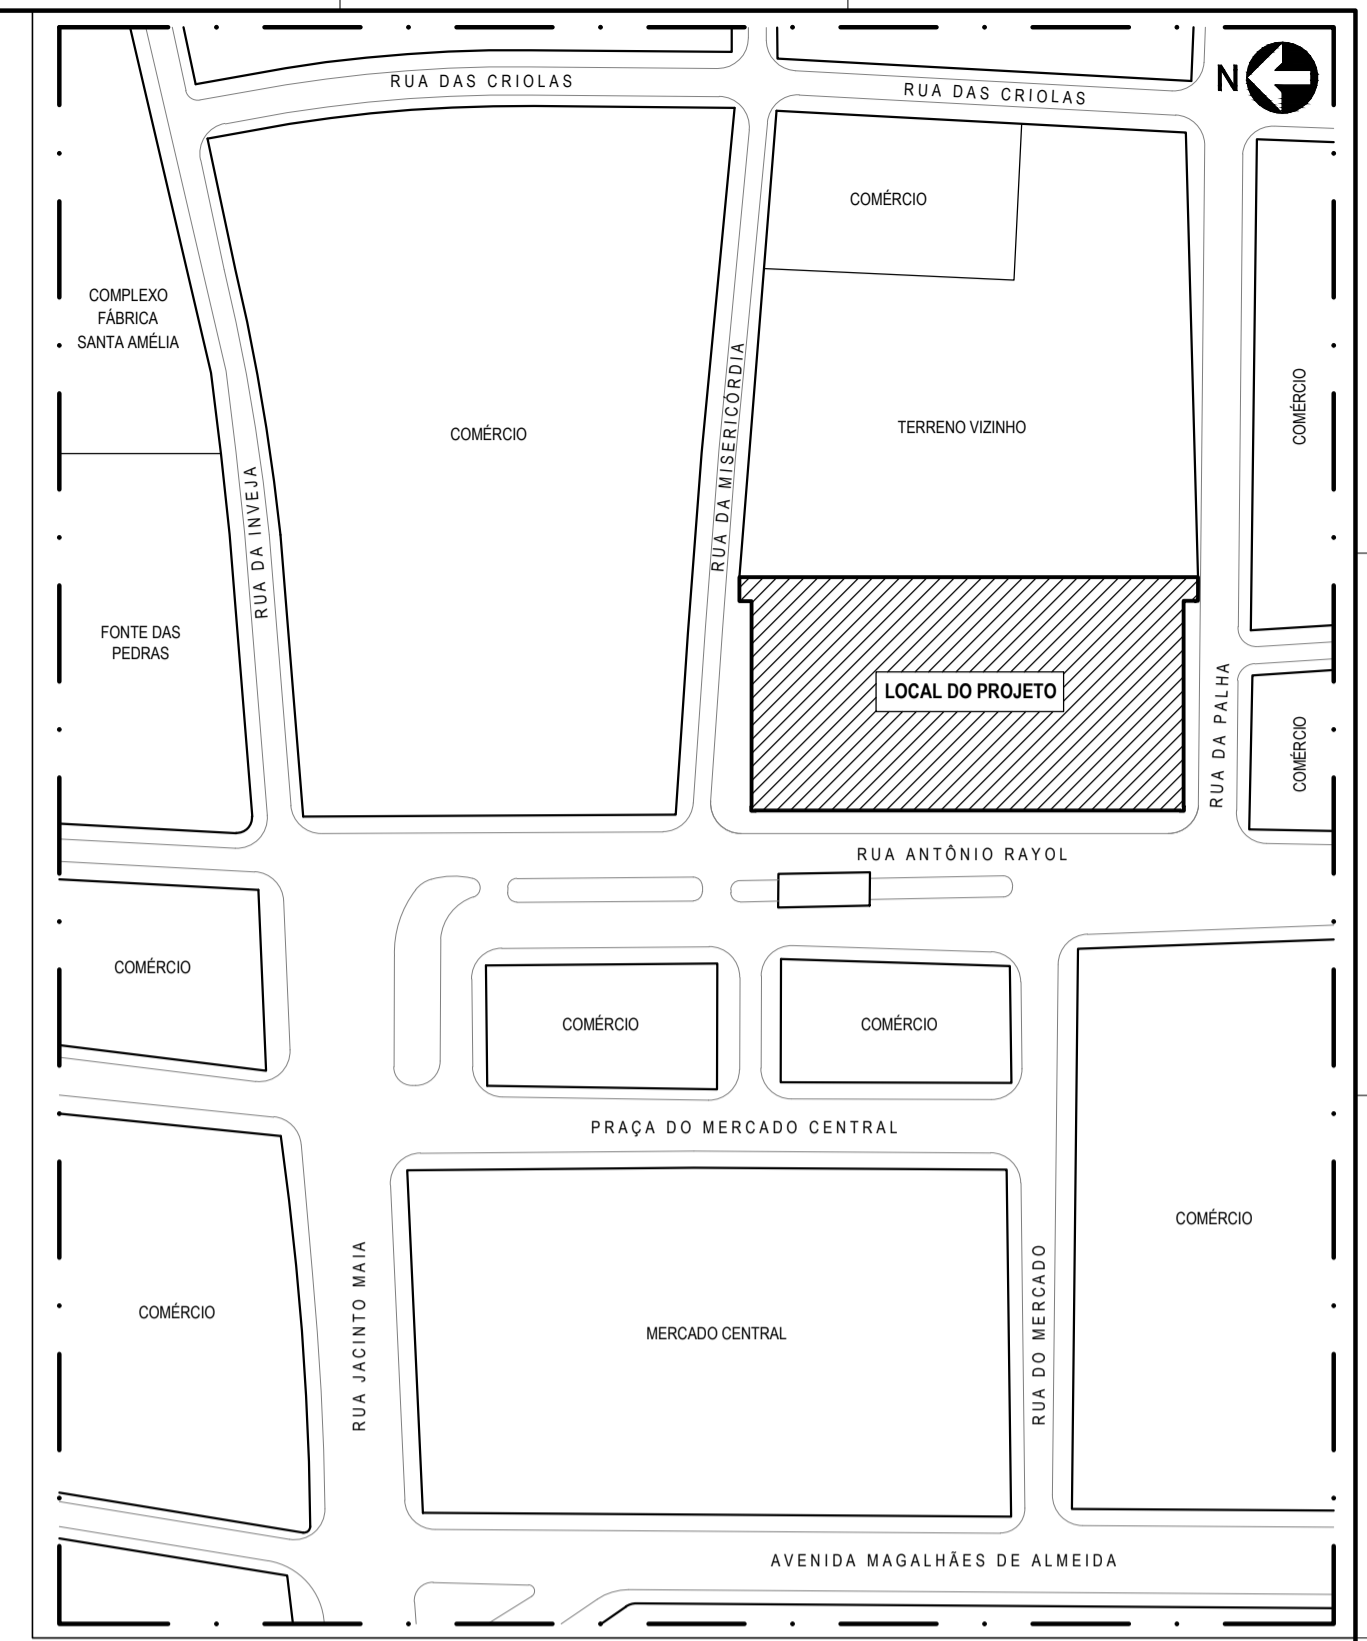 RUA DAS CRIOLAS
RUA DAS CRIOLAS
N
COMÉRCIO
COMPLEXO
FÁBRICA
SANTA AMÉLIA
COMÉRCIO
RUA DA MISERICÓRDIA
TERRENO VIZINHO
COMÉRCIO
RUA DA INVEJA
FONTE DAS
PEDRAS
LOCAL DO PROJETO
RUA DA PALHA
COMÉRCIO
RUA ANTÔNIO RAYOL
COMÉRCIO
COMÉRCIO
COMÉRCIO
PRAÇA DO MERCADO CENTRAL
COMÉRCIO
COMÉRCIO
RUA JACINTO MAIA
MERCADO CENTRAL
RUA DO MERCADO
AVENIDA MAGALHÃES DE ALMEIDA